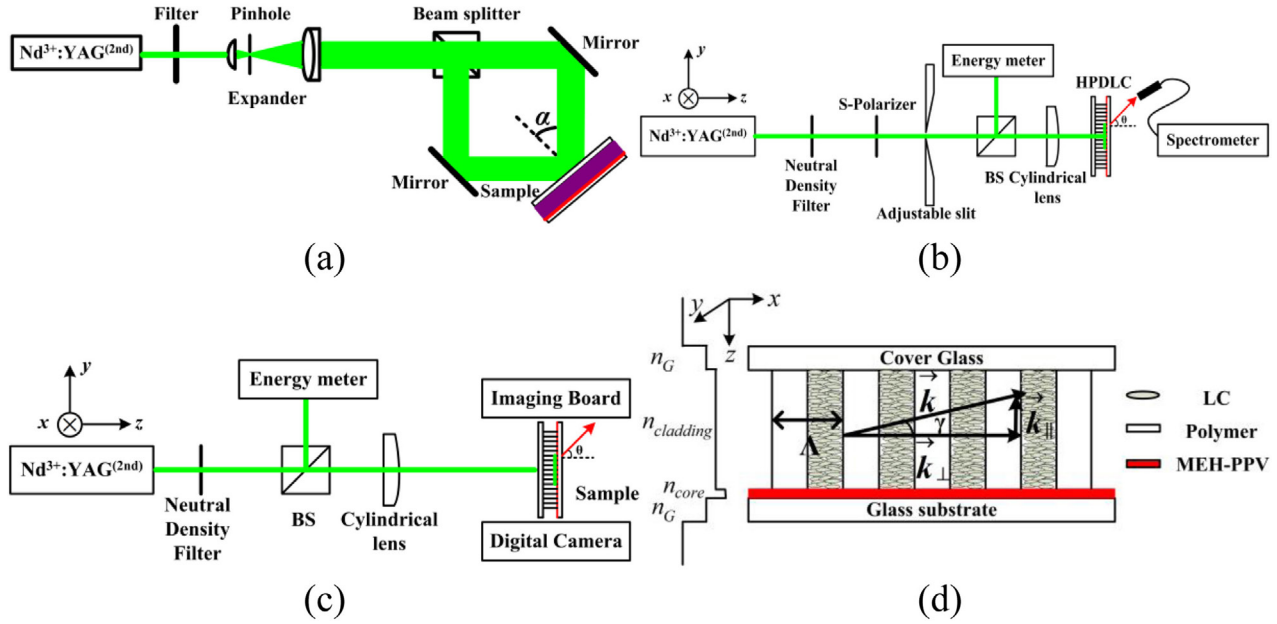 Filter
Pinhole
Beam splitter
Mirror
Nd³⁺:YAG⁽²ⁿᵈ⁾
Expander
α
Mirror
Sample
(a)
y
x
z
Energy meter
HPDLC
S-Polarizer
θ
Nd³⁺:YAG⁽²ⁿᵈ⁾
Spectrometer
Neutral
Density
Filter
BS
Cylindrical
lens
Adjustable slit
(b)
y
x
z
Energy meter
Imaging Board
θ
Nd³⁺:YAG⁽²ⁿᵈ⁾
Sample
Neutral
Density
Filter
BS
Cylindrical
lens
Digital Camera
(c)
y
x
z
n_G
Cover Glass
n_cladding
k
γ
k_∥
Λ
k_⊥
LC
Polymer
MEH-PPV
n_core
n_G
Glass substrate
(d)